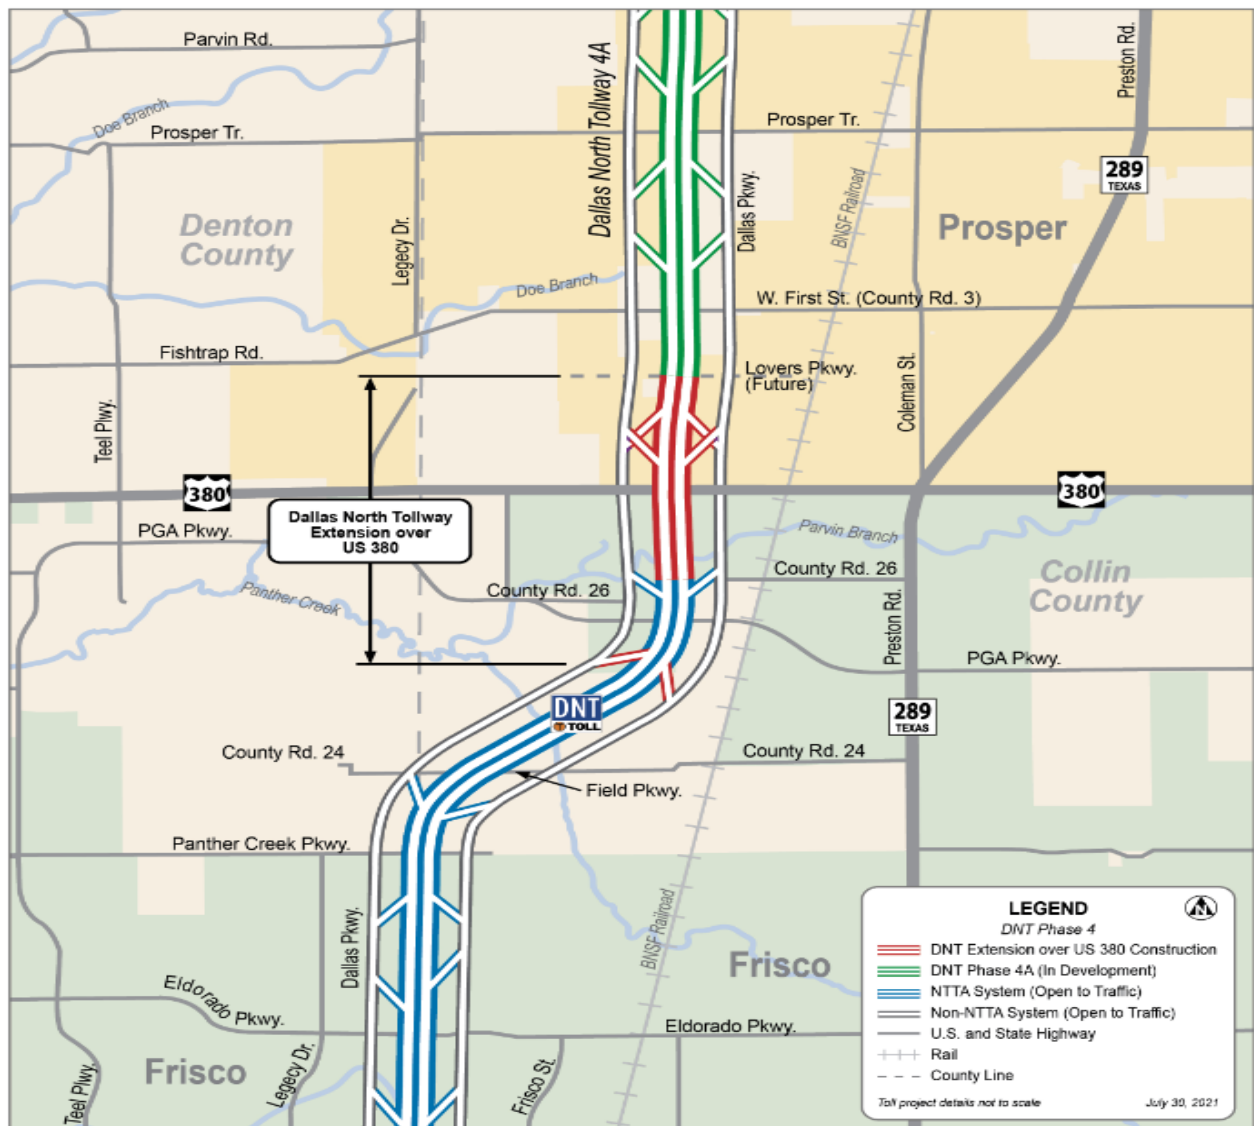 Parvin Rd.
Preston Rd.
Dallas North Tollway 4A
Doe Branch
Prosper Tr.
Prosper Tr.
289
TEXAS
Denton
County
Legecy Dr.
Dallas Pkwy.
BNSF Railroad
Prosper
Doe Branch
W. First St. (County Rd. 3)
Fishtrap Rd.
Lovers Pkwy.
(Future)
Coleman St.
Teel Plwy.
380
380
Dallas North Tollway
Extension over
US 380
PGA Pkwy.
Parvin Branch
County Rd. 26
County Rd. 26
Panther Creek
Collin
County
Preston Rd.
PGA Pkwy.
DNT
TOLL
289
TEXAS
County Rd. 24
County Rd. 24
Field Pkwy.
Panther Creek Pkwy.
Dallas Pkwy.
BNSF Railroad
Frisco
Eldorado Pkwy.
Eldorado Pkwy.
Frisco
Teel Plwy.
Legecy Dr.
Frisco St.
LEGEND
N
DNT Phase 4
DNT Extension over US 380 Construction
DNT Phase 4A (In Development)
NTTA System (Open to Traffic)
Non-NTTA System (Open to Traffic)
U.S. and State Highway
Rail
County Line
Toll project details not to scale
July 30, 2021